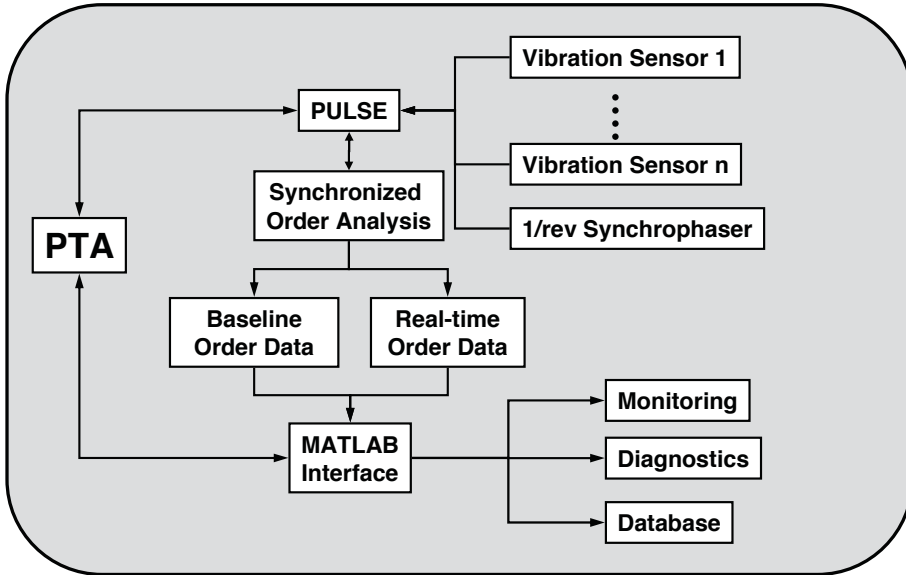 Vibration Sensor 1
PULSE
Vibration Sensor n
Synchronized
Order Analysis
1/rev Synchrophaser
PTA
Baseline
Order Data
Real-time
Order Data
Monitoring
MATLAB
Interface
Diagnostics
Database